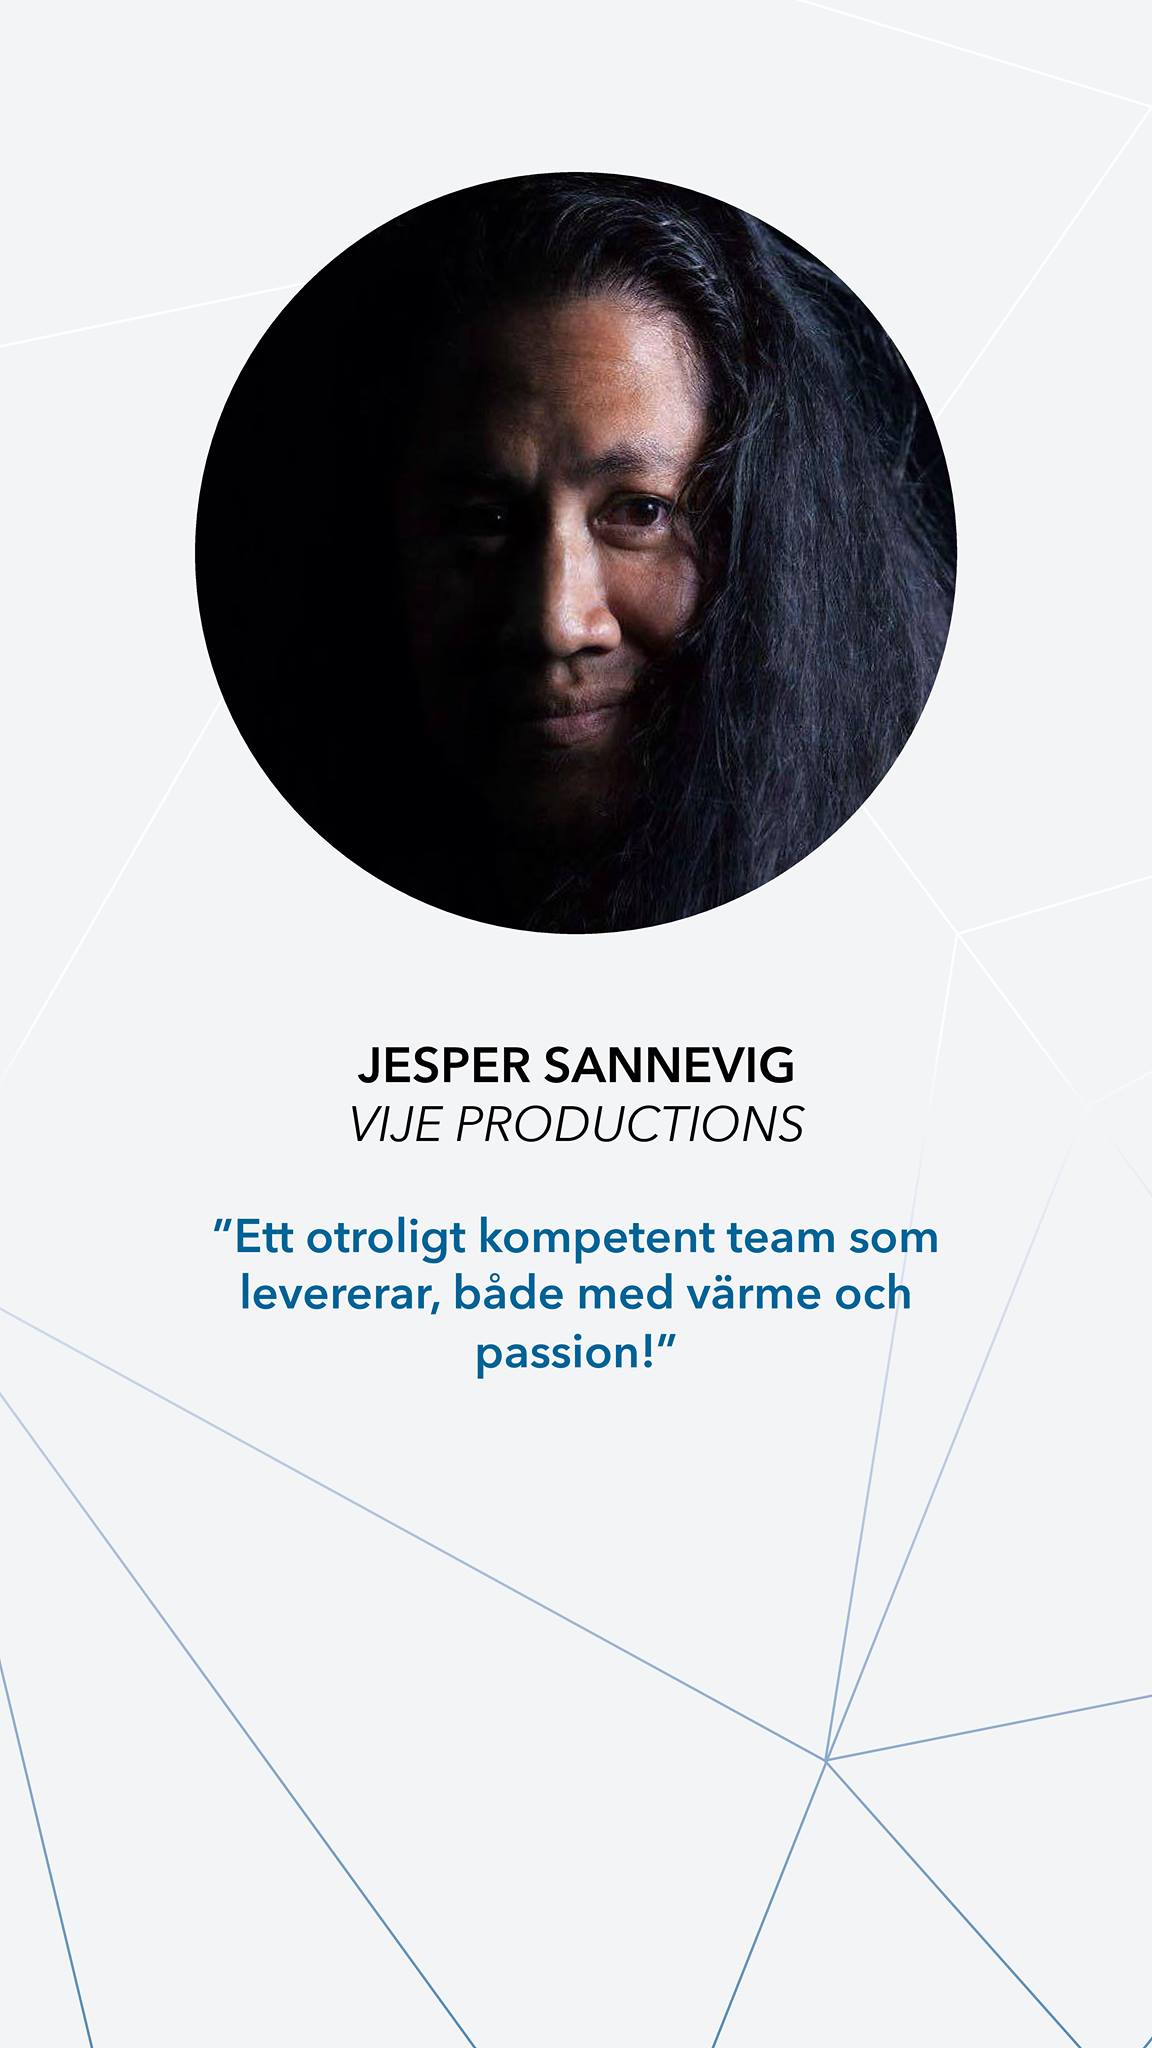 JESPER SANNEVIG
VIJE PRODUCTIONS
”Ett otroligt kompetent team som
levererar, både med värme och
passion!”